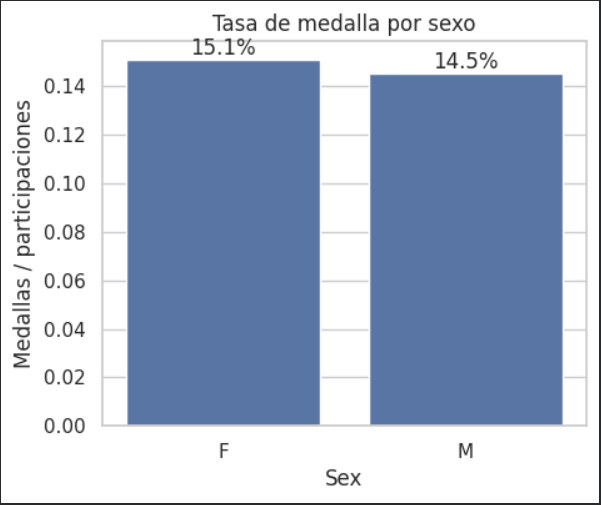 Tasa de medalla por sexo
15.1%
14.5%
Medallas / participaciones
0.14
0.12
0.10
0.08
0.06
0.04
0.02
0.00
F
M
Sex